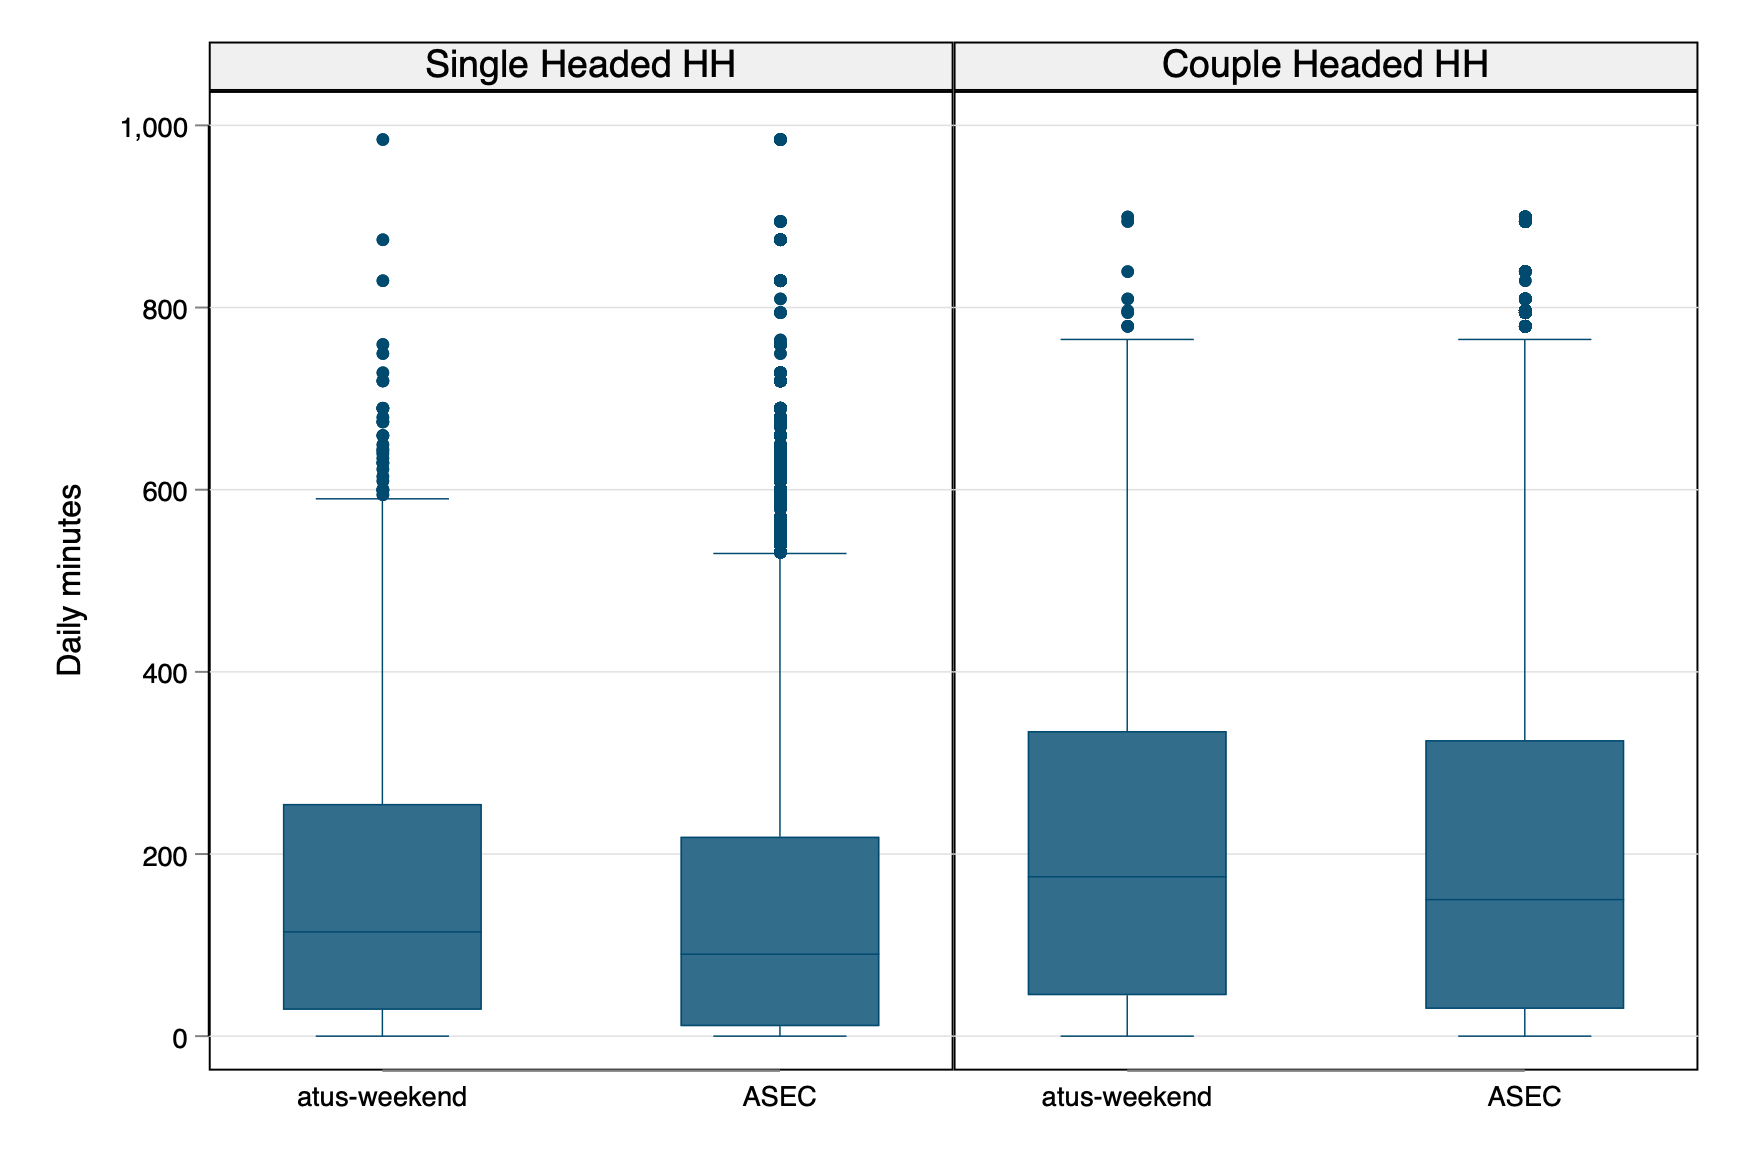 Single Headed HH
Couple Headed HH
1,000
800
600
400
200
0
Daily minutes
atus-weekend
ASEC
atus-weekend
ASEC